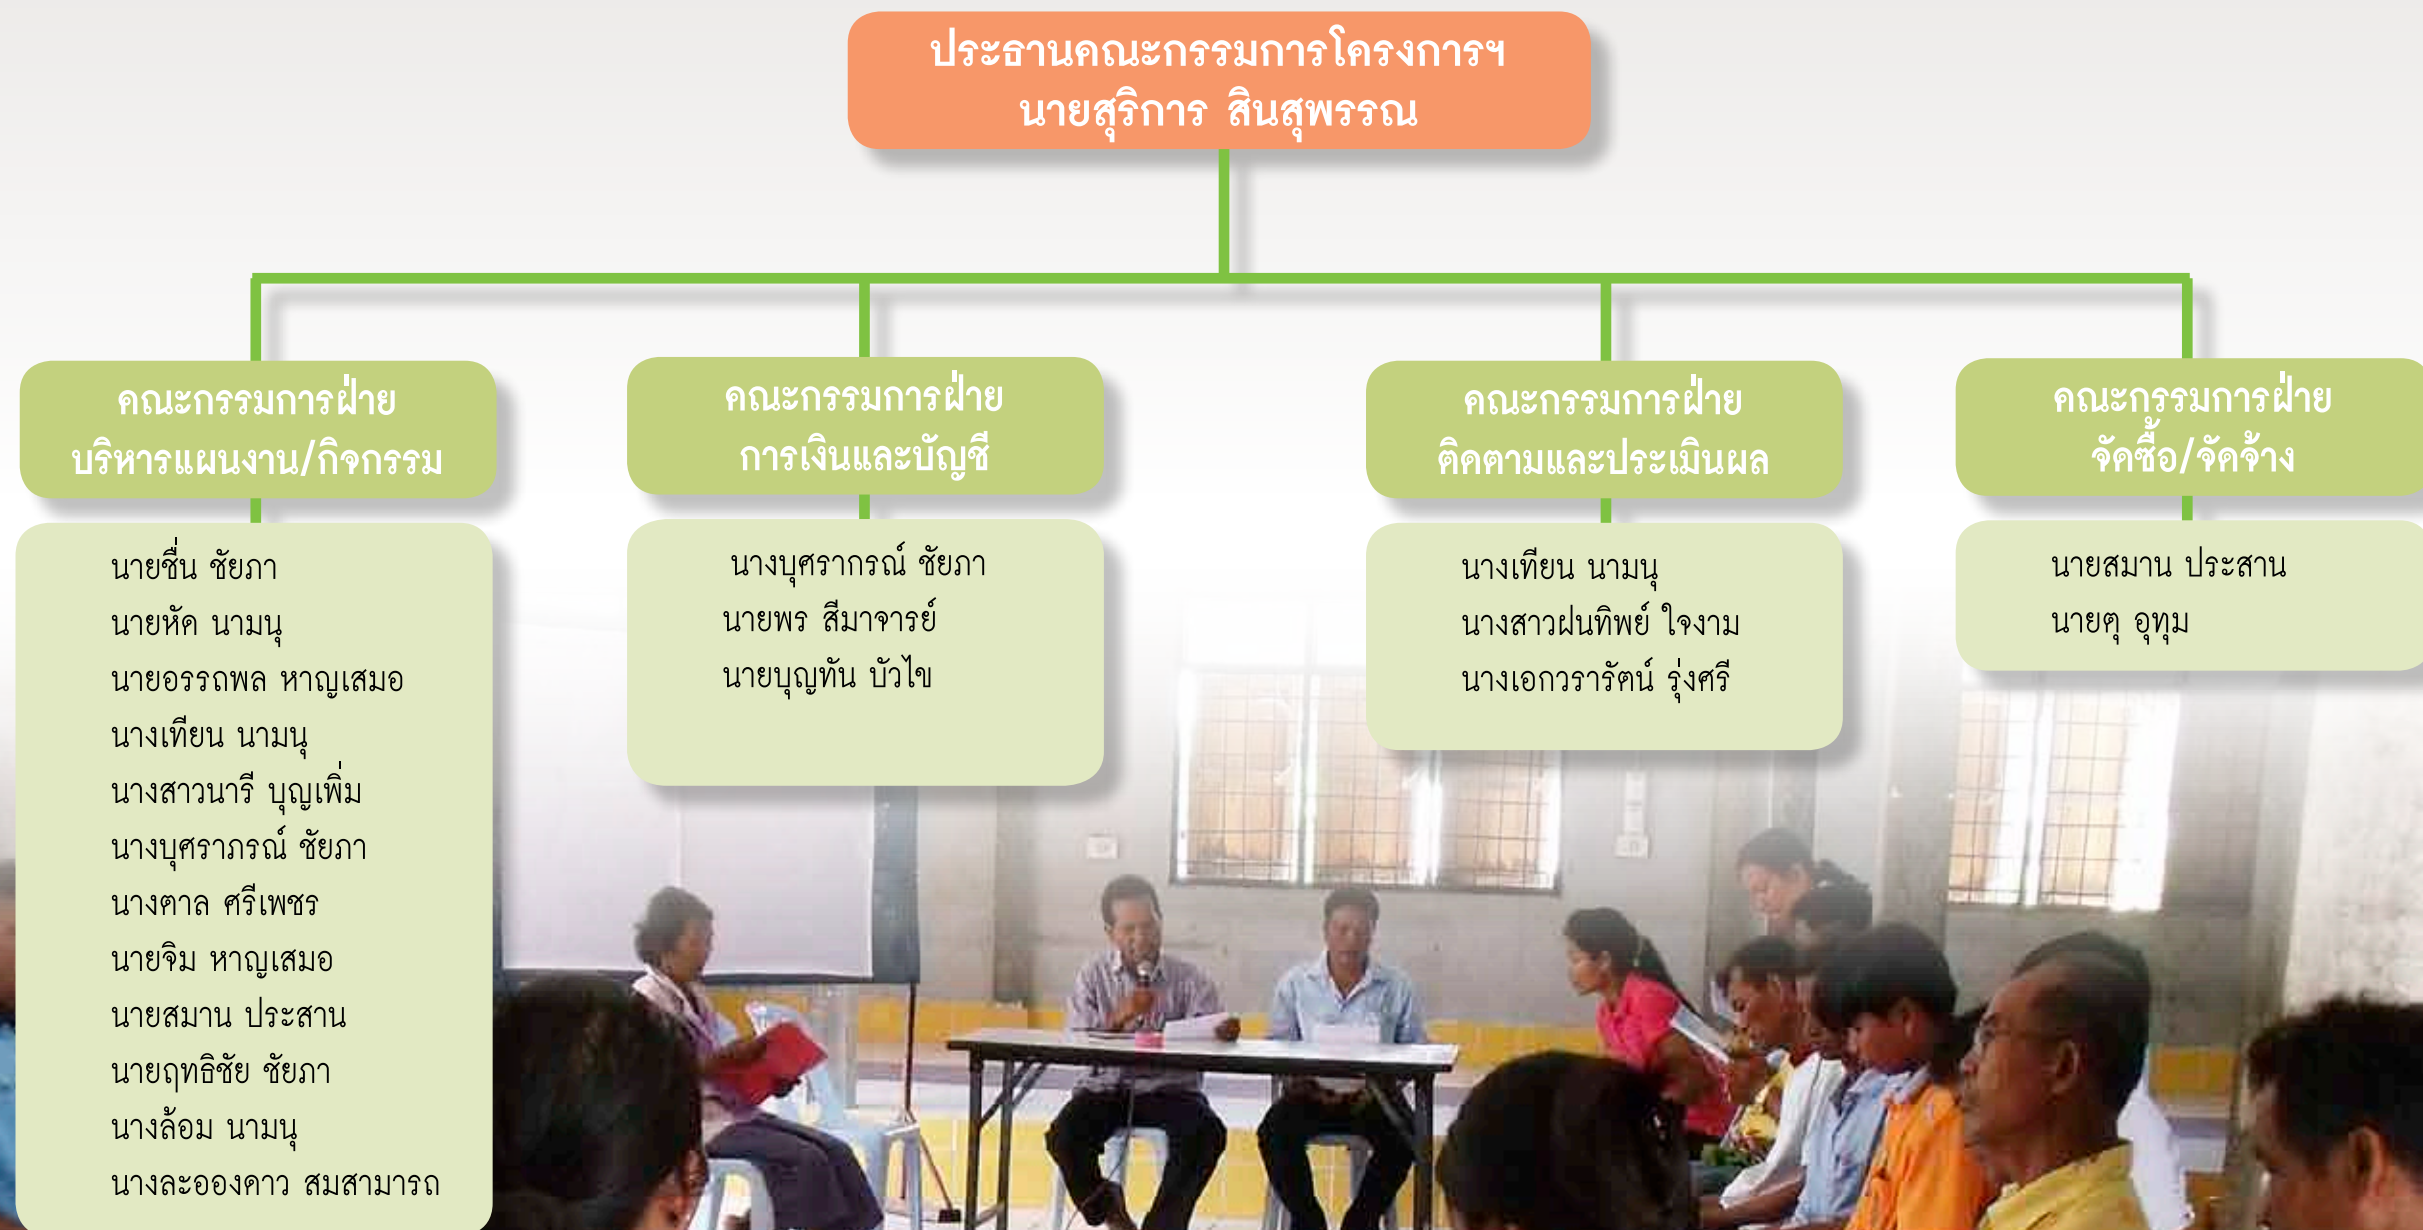 ประธานคณะกรรมการโครงการฯ
นายสุริการ สินสุพรรณ
คณะกรรมการฝ่าย
บริหารแผนงาน/กิจกรรม
นายชื่น ชัยภา
นายหัด นามนุ
นายอรรถพล หาญเสมอ
นางเทียน นามนุ
นางสาวนารี บุญเพิ่ม
นางบุศราภรณ์ ชัยภา
นางตาล ศรีเพชร
นายจิม หาญเสมอ
นายสมาน ประสาน
นายฤทธิชัย ชัยภา
นางล้อม นามนุ
นางละอองดาว สมสามารถ
คณะกรรมการฝ่าย
การเงินและบัญชี
นางบุศรากรณ์ ชัยภา
นายพร สีมาจารย์
นายบุญทัน บัวไข
คณะกรรมการฝ่าย
ติดตามและประเมินผล
นางเทียน นามนุ
นางสาวฝนทิพย์ ใจงาม
นางเอกวรารัตน์ รุ่งศรี
คณะกรรมการฝ่าย
จัดซื้อ/จัดจ้าง
นายสมาน ประสาน
นายตุ อุทุม